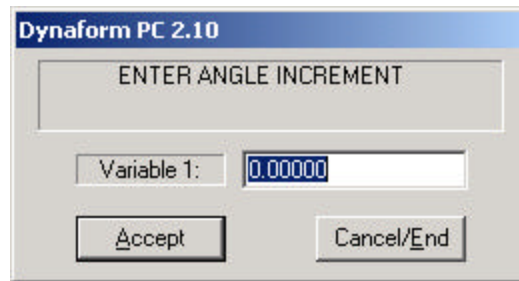 Dynaform PC 2.10
ENTER ANGLE INCREMENT
Variable 1: 0.00000
Accept Cancel/End